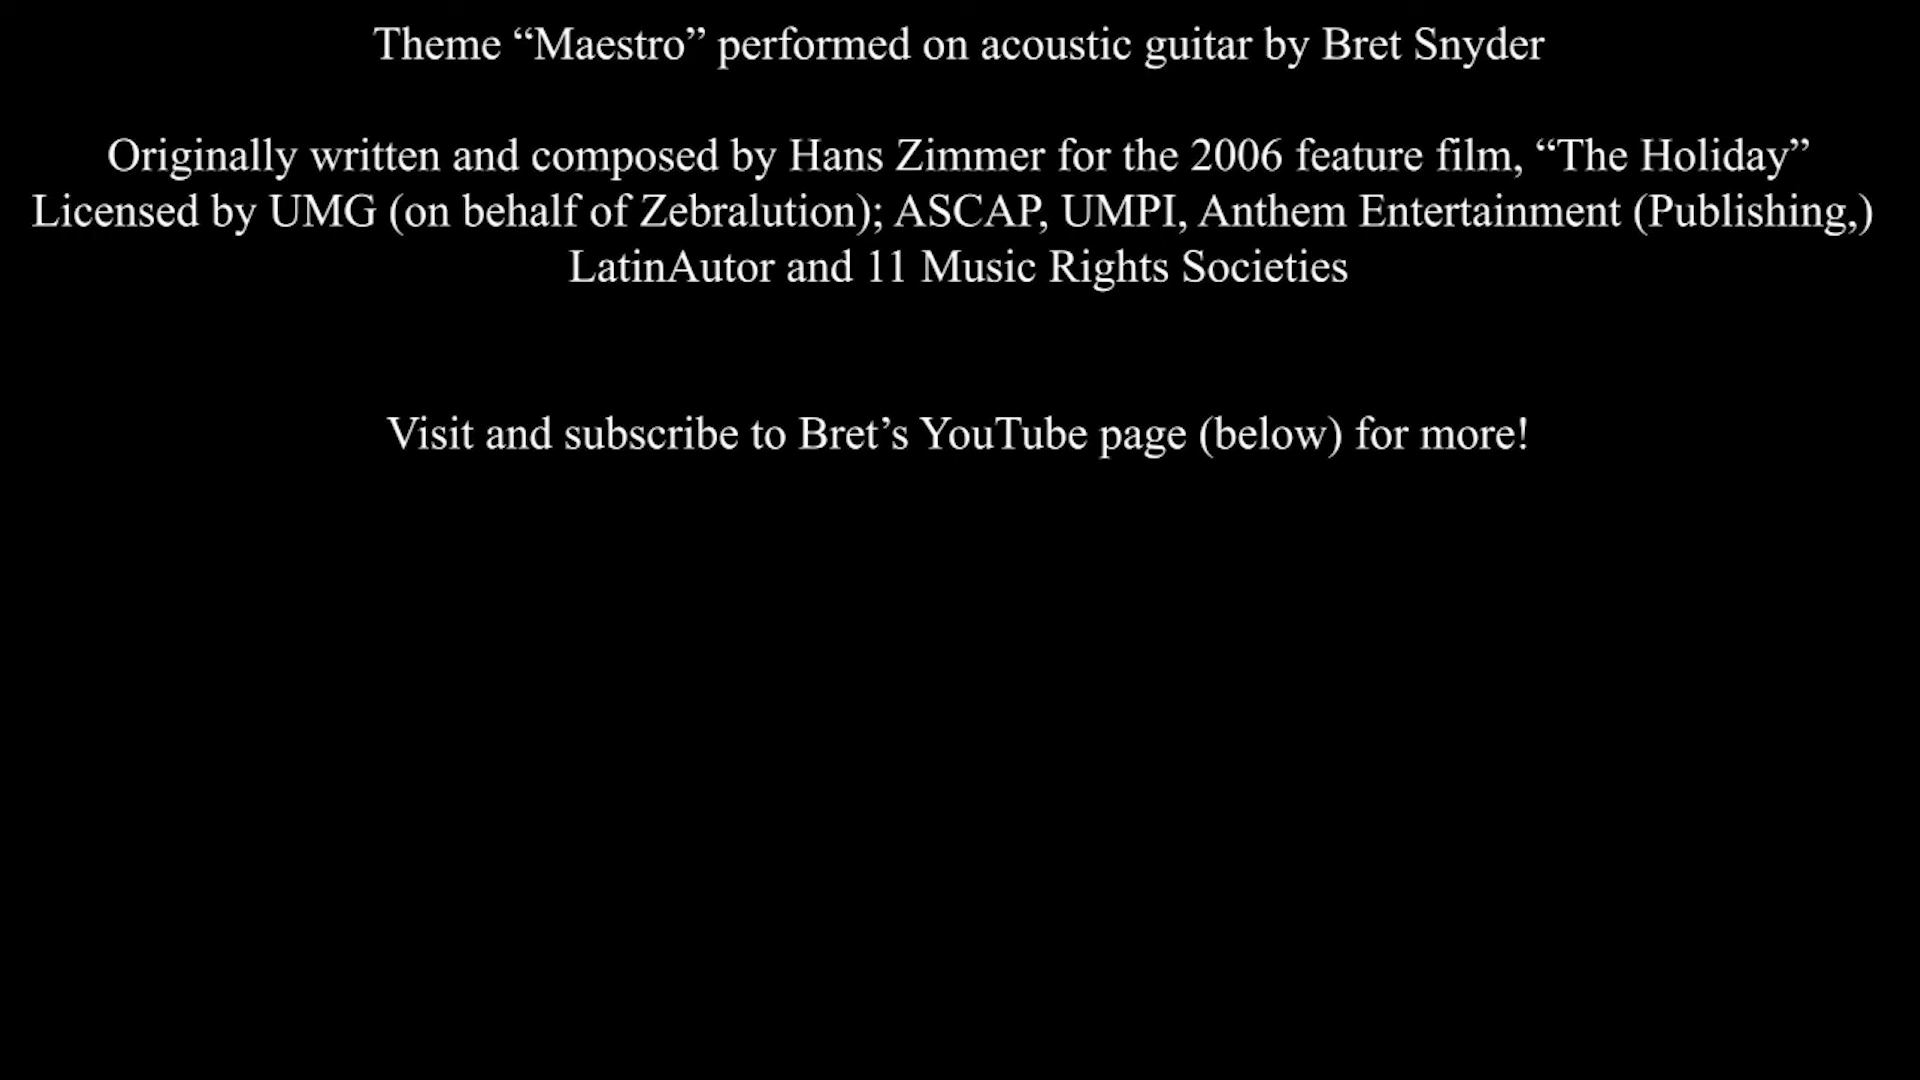 Theme “Maestro” performed on acoustic guitar by Bret Snyder
Originally written and composed by Hans Zimmer for the 2006 feature film, “The Holiday”
Licensed by UMG (on behalf of Zebralution); ASCAP, UMPI, Anthem Entertainment (Publishing,)
LatinAutor and 11 Music Rights Societies
Visit and subscribe to Bret’s YouTube page (below) for more!